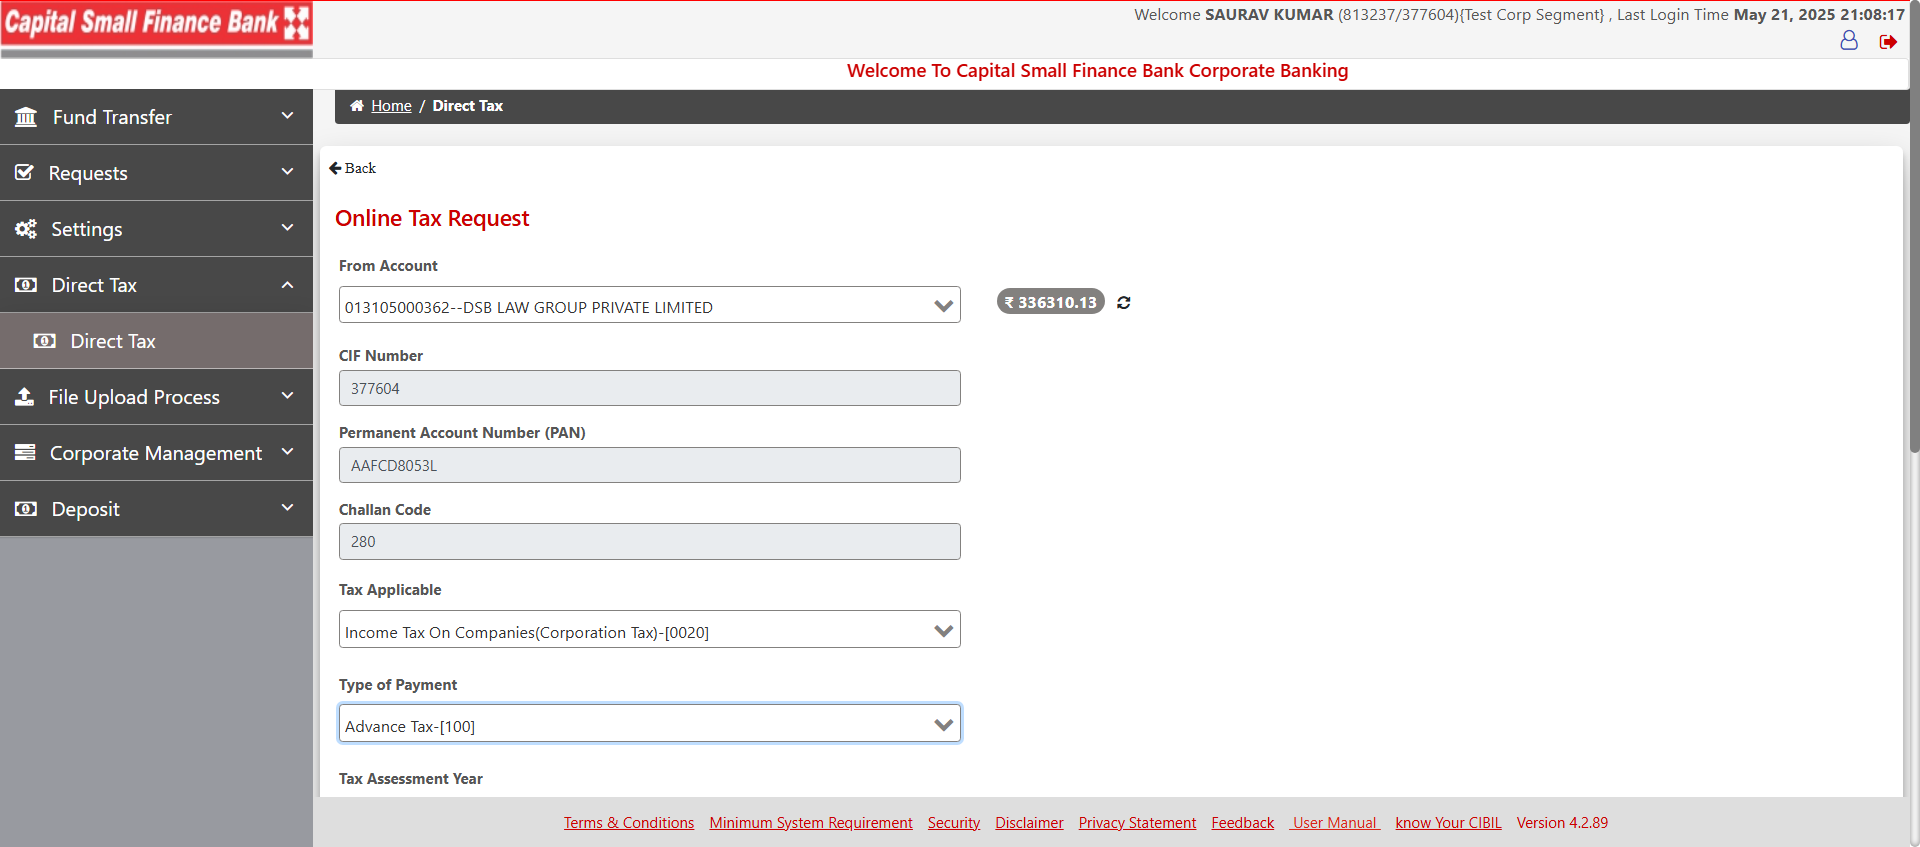 Capital Small Finance Bank
Welcome SAURAV KUMAR (813237/377604){Test Corp Segment} , Last Login Time May 21, 2025 21:08:17
Welcome To Capital Small Finance Bank Corporate Banking
Fund Transfer
Requests
Settings
Direct Tax
Direct Tax
File Upload Process
Corporate Management
Deposit
Home / Direct Tax
Back
Online Tax Request
From Account
013105000362--DSB LAW GROUP PRIVATE LIMITED
₹ 336310.13
CIF Number
377604
Permanent Account Number (PAN)
AAFCD8053L
Challan Code
280
Tax Applicable
Income Tax On Companies(Corporation Tax)-[0020]
Type of Payment
Advance Tax-[100]
Tax Assessment Year
Terms & Conditions Minimum System Requirement Security Disclaimer Privacy Statement Feedback User Manual know Your CIBIL Version 4.2.89